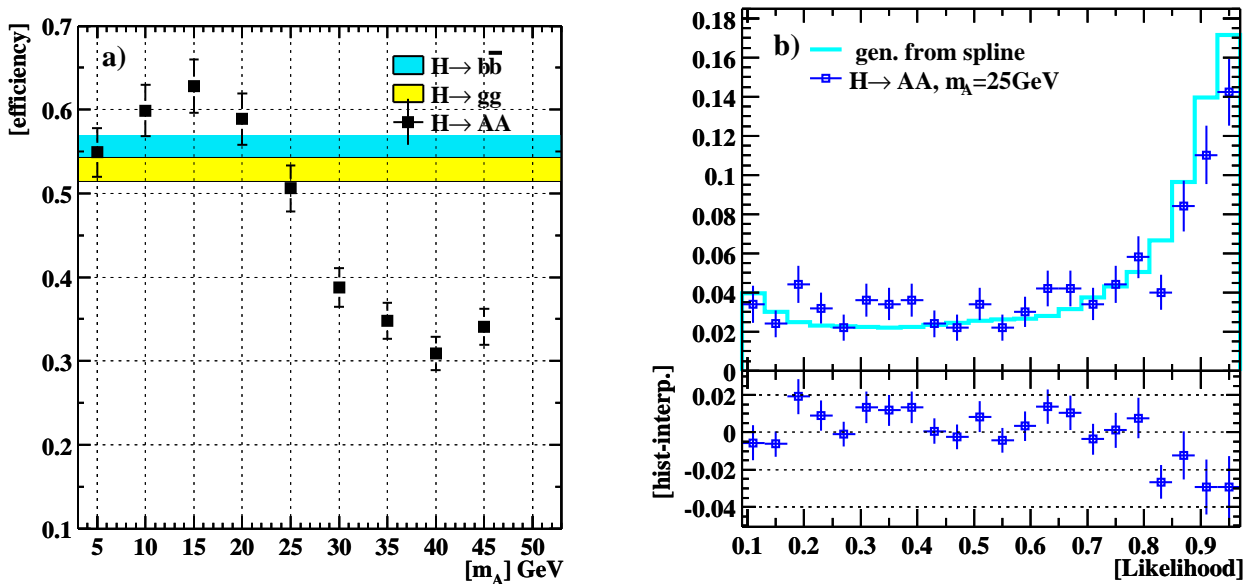 a)
H→bb̄
H→gg
H→AA
[efficiency]
0.7
0.6
0.5
0.4
0.3
0.2
0.1
5 10 15 20 25 30 35 40 45 50
[m_A] GeV
b)
gen. from spline
H→AA, m_A=25GeV
0.18
0.16
0.14
0.12
0.1
0.08
0.06
0.04
0.02
0
[hist-interp.]
0.02
0
-0.02
-0.04
0.1 0.2 0.3 0.4 0.5 0.6 0.7 0.8 0.9
[Likelihood]